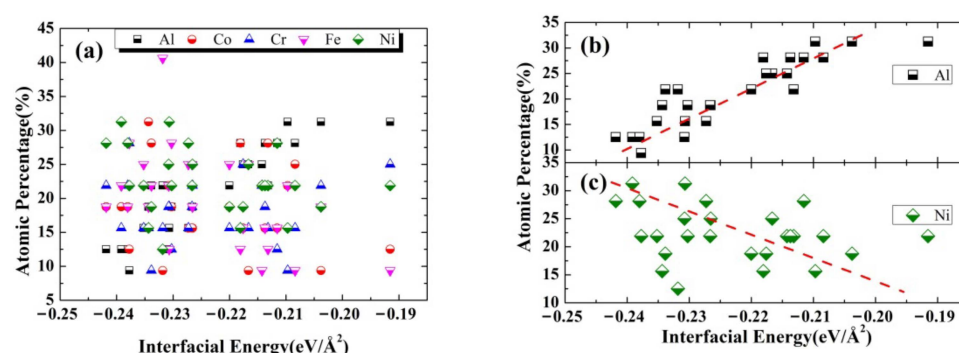 (a) Al Co Cr Fe Ni
Atomic Percentage(%)
45
40
35
30
25
20
15
10
5
−0.25 −0.24 −0.23 −0.22 −0.21 −0.20 −0.19
Interfacial Energy(eV/Å²)
(b)
Al
Atomic Percentage(%)
35
30
25
20
15
10
(c)
Ni
35
30
25
20
15
10
−0.25 −0.24 −0.23 −0.22 −0.21 −0.20 −0.19
Interfacial Energy(eV/Å²)